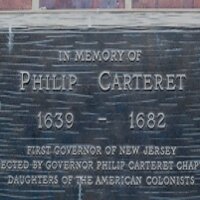 IN MEMORY OF
PHILIP CARTERET
1639 - 1682
FIRST GOVERNOR OF NEW JERSEY
ECTED BY GOVERNOR PHILIP CARTERET CHAP
DAUGHTERS OF THE AMERICAN COLONISTS